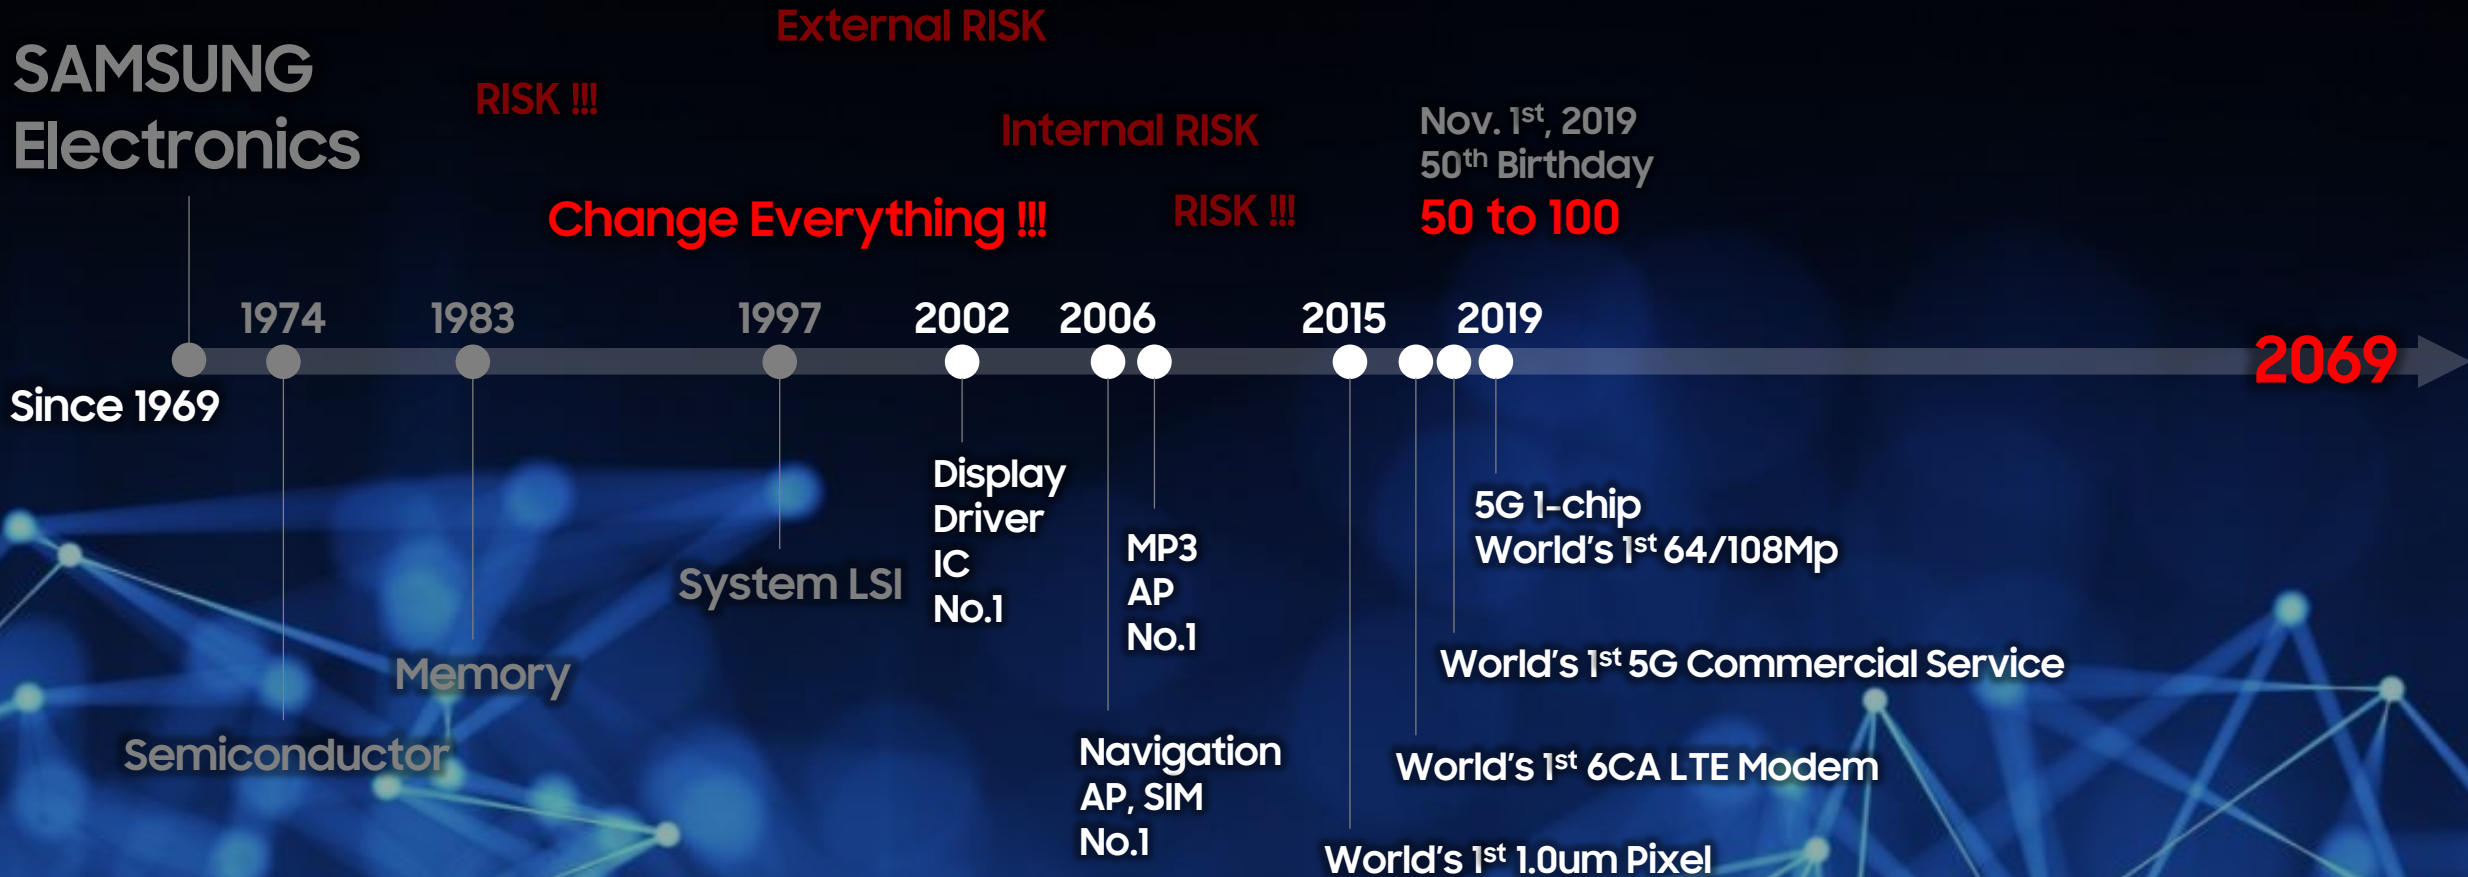 External RISK
SAMSUNG
Electronics
RISK !!!
Internal RISK
Nov. 1st, 2019
50th Birthday
50 to 100
Change Everything !!!
RISK !!!
1974
1983
1997
2002
2006
2015
2019
2069
Since 1969
Display
Driver
IC
No.1
5G 1-chip
World's 1st 64/108Mp
MP3
AP
No.1
System LSI
Memory
World's 1st 5G Commercial Service
Semiconductor
Navigation
AP, SIM
No.1
World's 1st 6CA LTE Modem
World's 1st 1.0um Pixel